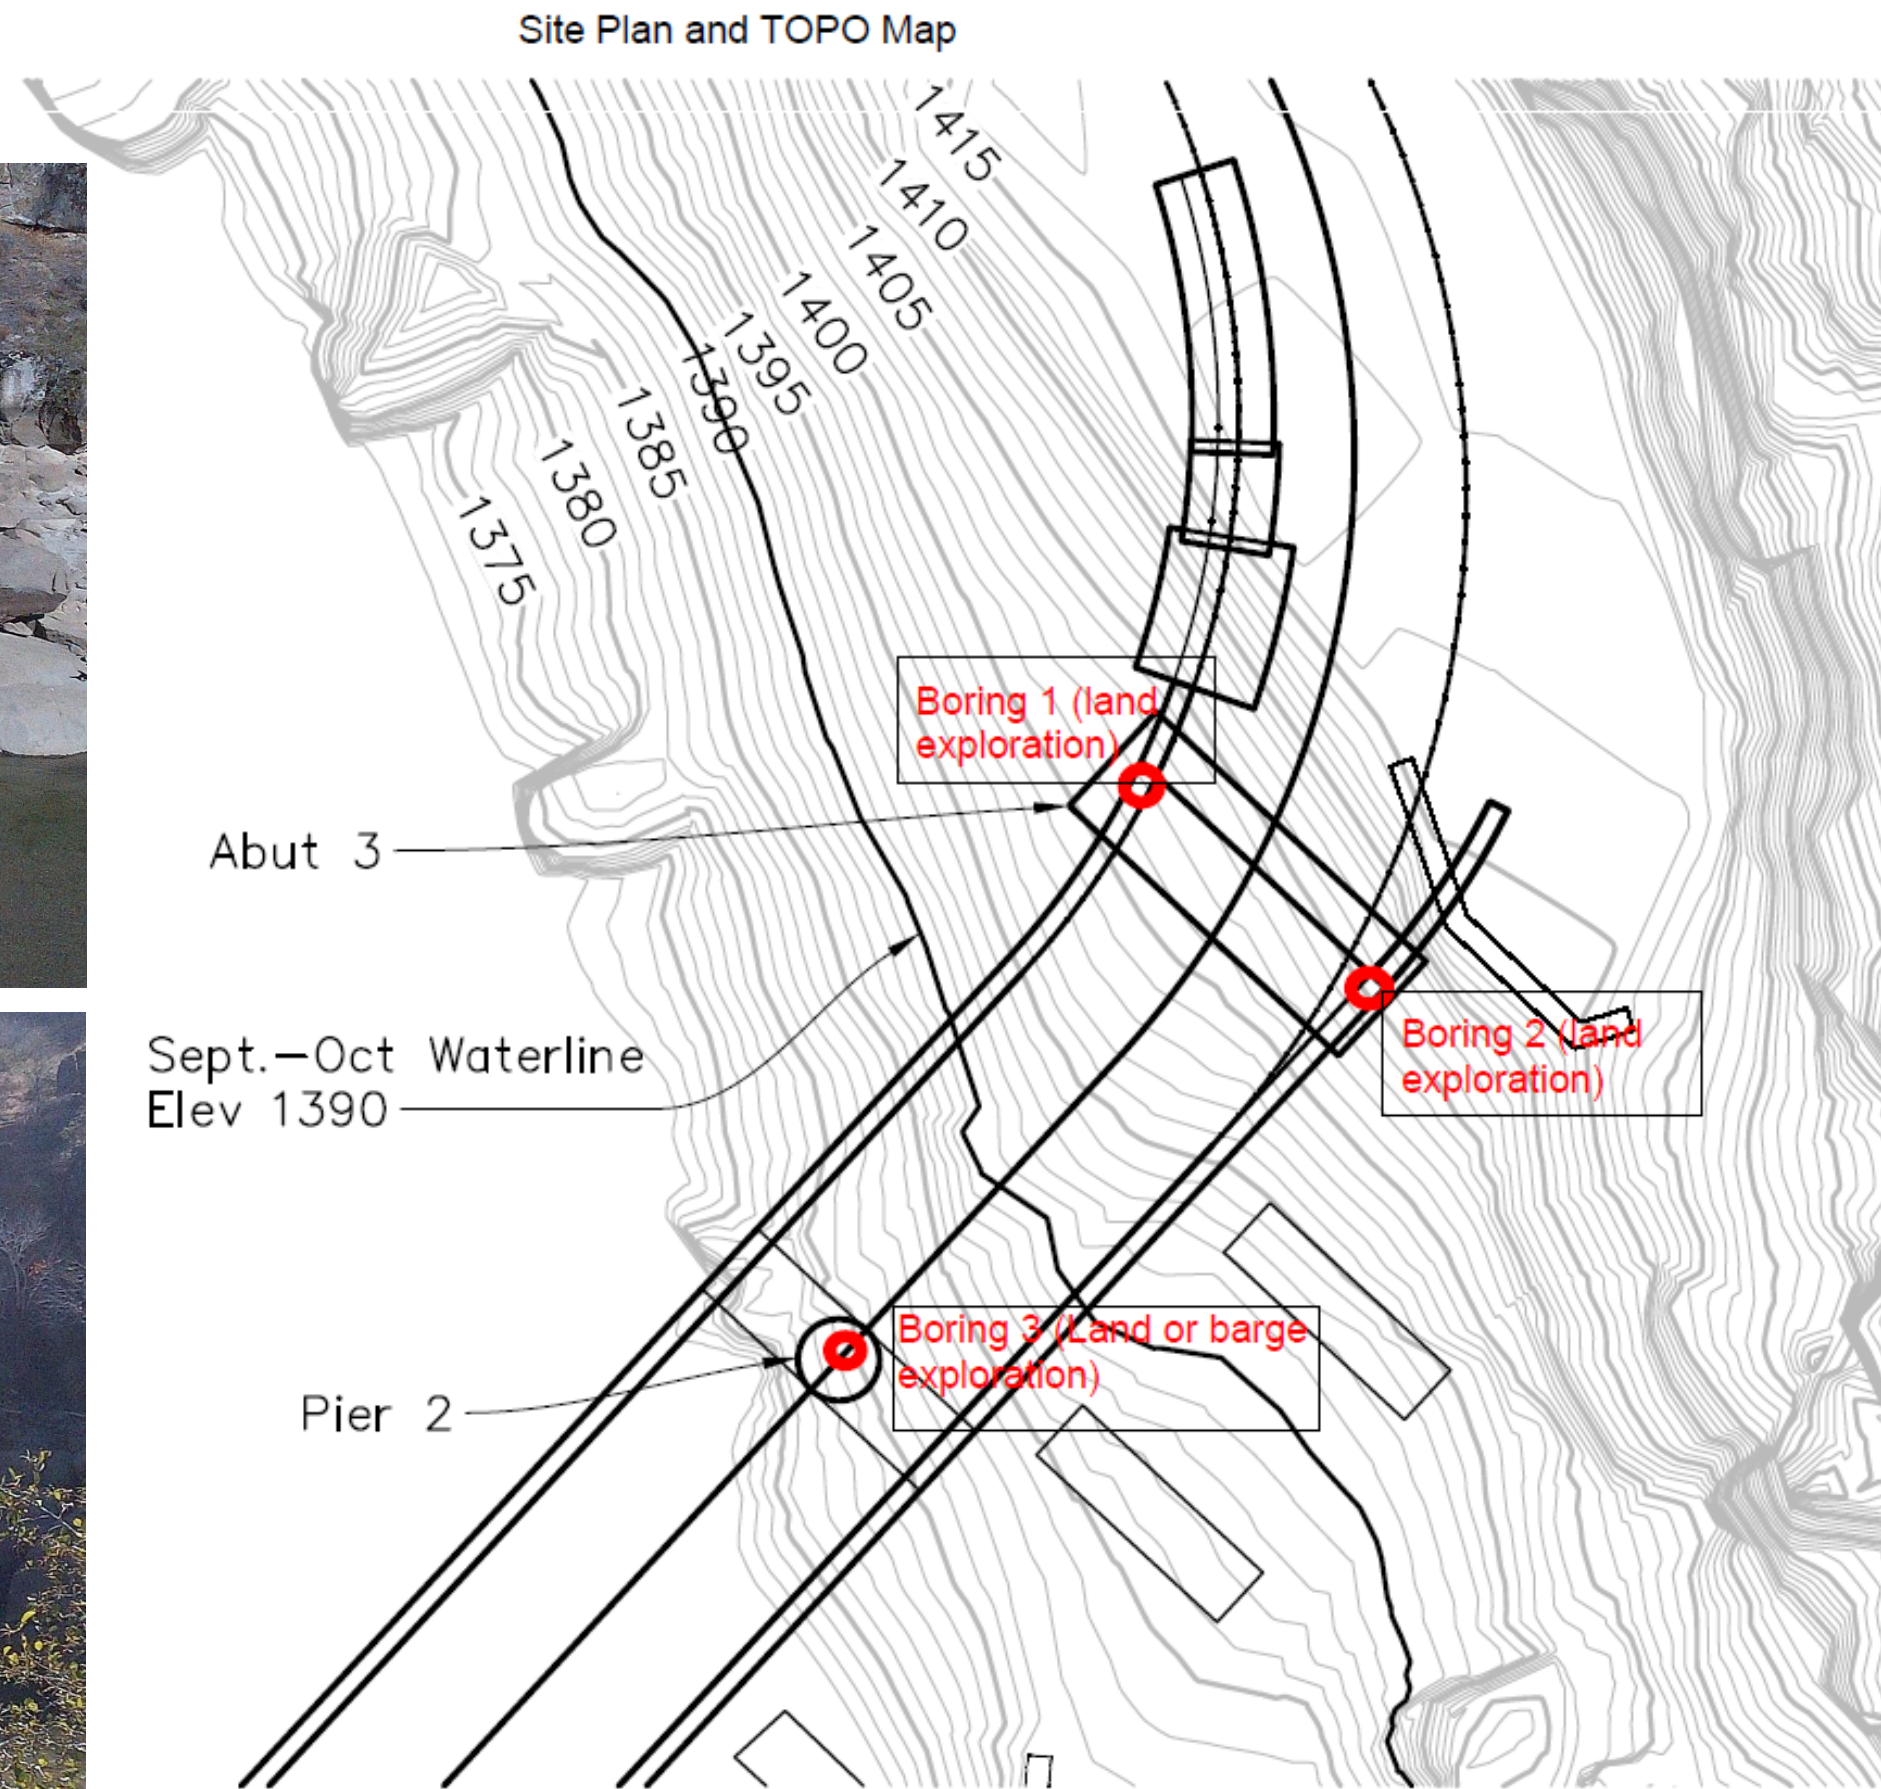 Site Plan and TOPO Map
1415
1410
1405
1400
1395
1390
1385
1380
1375
Boring 1 (land
exploration)
Abut 3
Sept.–Oct Waterline
Elev 1390
Boring 2 (land
exploration)
Boring 3 (Land or barge
exploration)
Pier 2